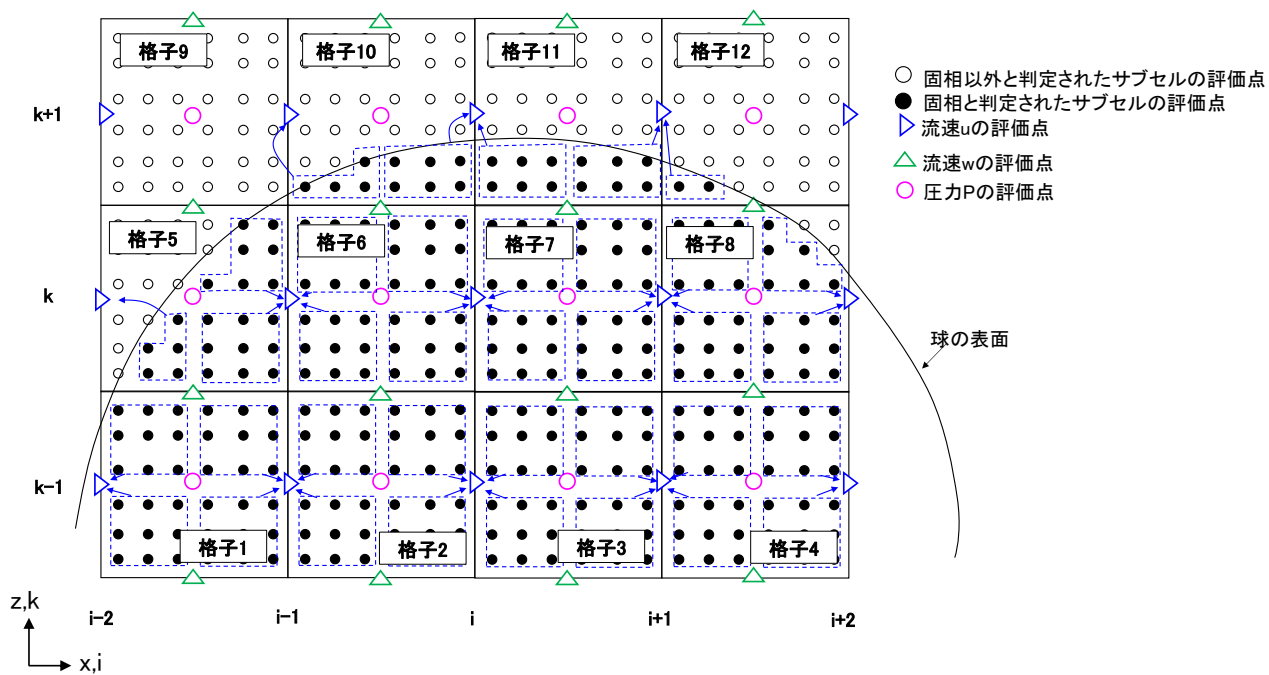 格子9
格子10
格子11
格子12
k+1
○ 固相以外と判定されたサブセルの評価点
● 固相と判定されたサブセルの評価点
流速uの評価点
流速wの評価点
圧力Pの評価点
格子5
格子6
格子7
格子8
k
球の表面
k-1
格子1
格子2
格子3
格子4
z,k
i-2
i-1
i
i+1
i+2
x,i